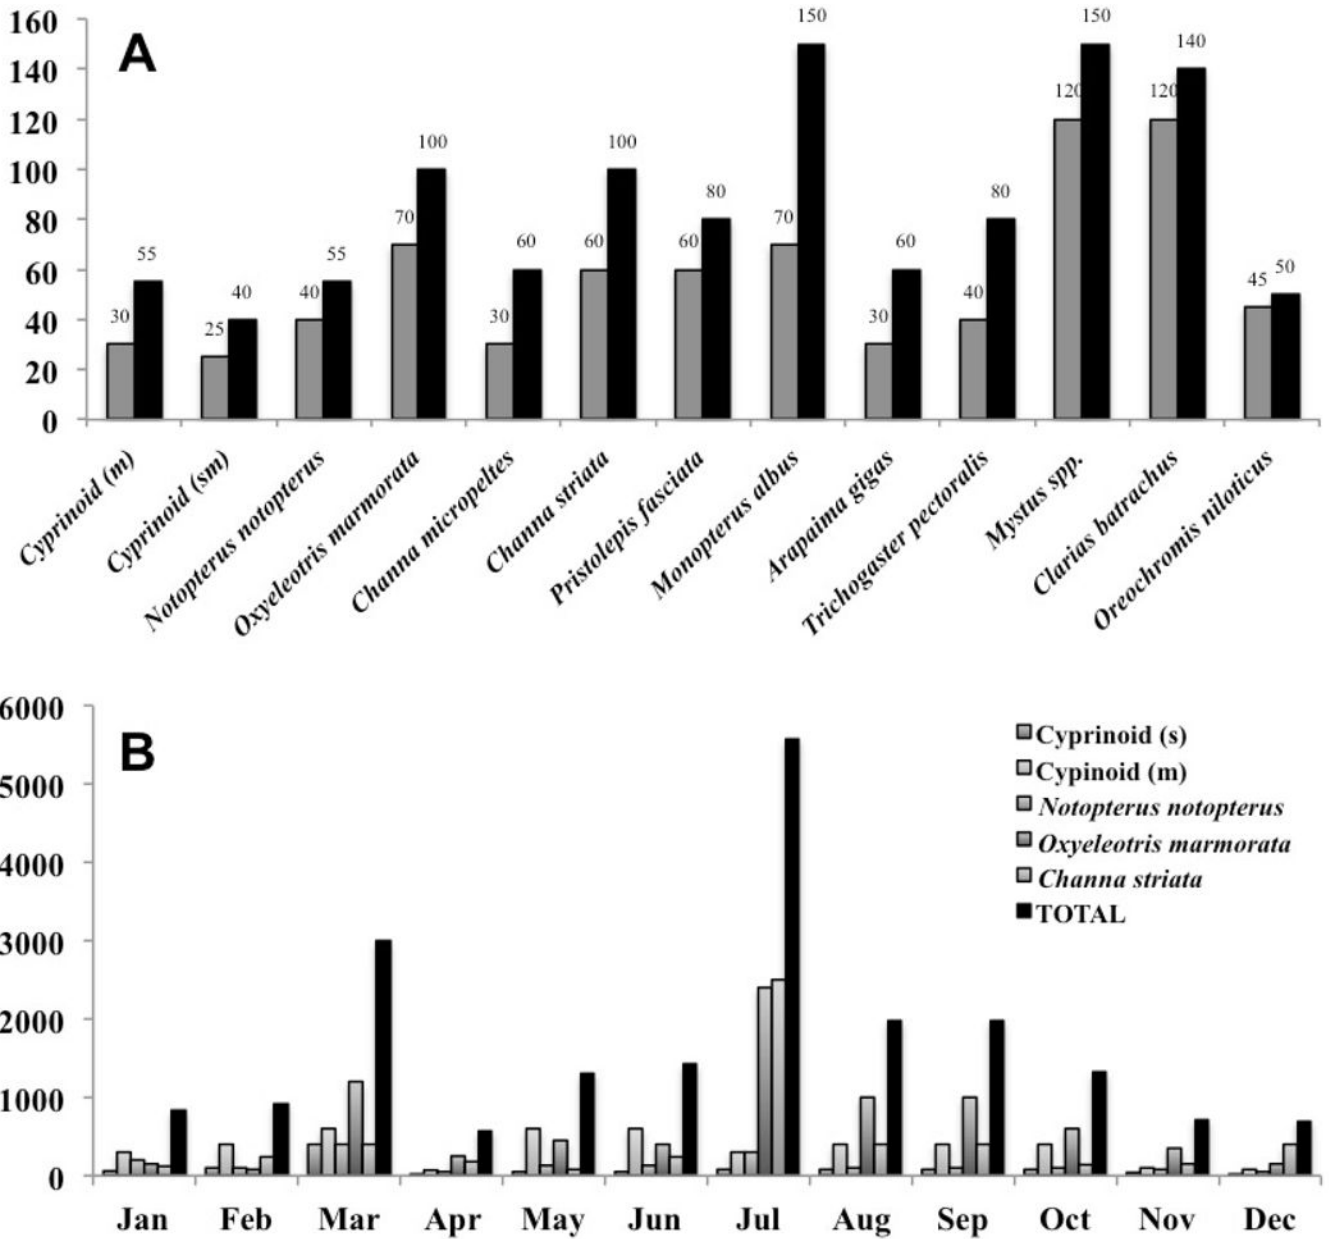 A
160
140
120
100
80
60
40
20
0
30 55 25 40 40 55 70 100 30 60 60 100 60 80 70 150 30 60 40 80 120 150 120 140 45 50
Cyprinoid (m)
Cyprinoid (sm)
Notopterus notopterus
Oxyeleotris marmorata
Channa micropeltes
Channa striata
Pristolepis fasciata
Monopterus albus
Arapaima gigas
Trichogaster pectoralis
Mystus spp.
Clarias batrachus
Oreochromis niloticus
B
6000
5000
4000
3000
2000
1000
0
Cyprinoid (s)
Cypinoid (m)
Notopterus notopterus
Oxyeleotris marmorata
Channa striata
TOTAL
Jan Feb Mar Apr May Jun Jul Aug Sep Oct Nov Dec